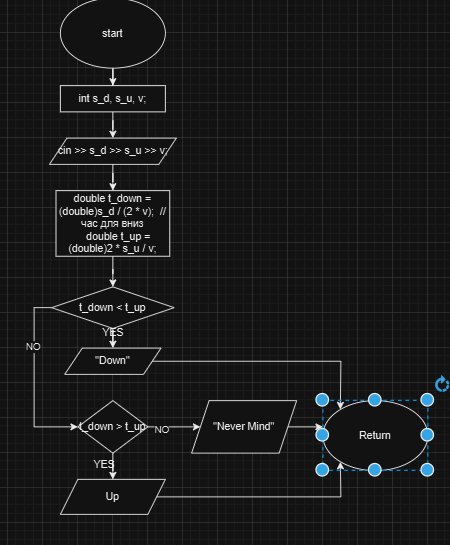 start
int s_d, s_u, v;
cin >> s_d >> s_u >> v;
double t_down =
(double)s_d / (2 * v);  //
час для вниз
double t_up =
(double)2 * s_u / v;
t_down < t_up
YES
NO
"Down"
t_down > t_up
NO
"Never Mind"
Return
YES
Up